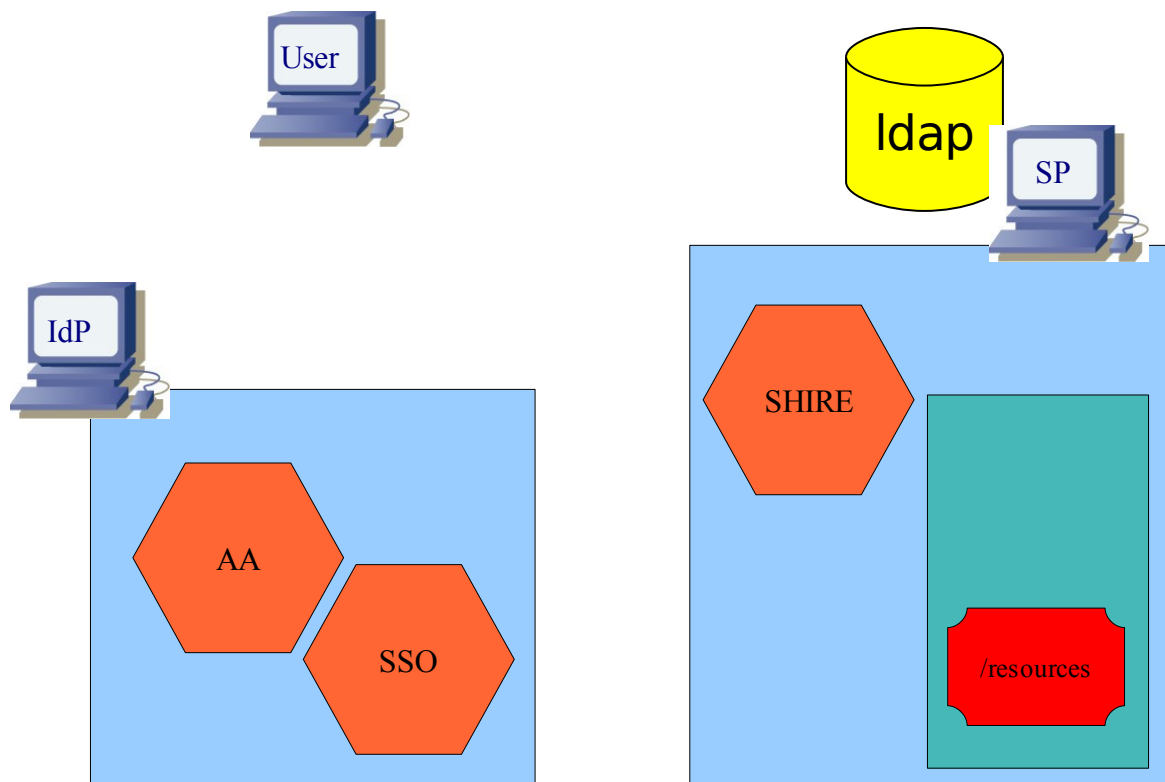 User
ldap
SP
IdP
SHIRE
AA
SSO
/resources